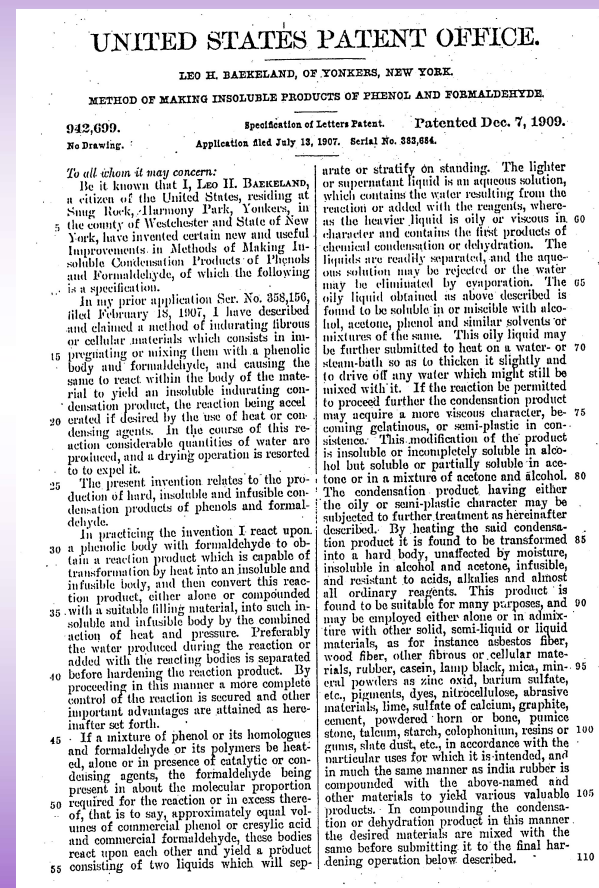 UNITED STATES PATENT OFFICE.
LEO H. BAEKELAND, OF YONKERS, NEW YORK.
METHOD OF MAKING INSOLUBLE PRODUCTS OF PHENOL AND FORMALDEHYDE.
942,699.
Specification of Letters Patent.
Patented Dec. 7, 1909.
No Drawing.
Application filed July 13, 1907. Serial No. 383,684.
To all whom it may concern:
Be it known that I, LEO H. BAEKELAND,
a citizen of the United States, residing at
Snug Rock, Harmony Park, Yonkers, in
5 the county of Westchester and State of New
York, have invented certain new and useful
Improvements in Methods of Making In-
soluble Condensation Products of Phenols
and Formaldehyde, of which the following
is a specification.
In my prior application Ser. No. 358,156,
filed February 18, 1907, I have described
and claimed a method of indurating fibrous
or cellular materials which consists in im-
15 pregnating or mixing them with a phenolic
body and formaldehyde, and causing the
same to react within the body of the mate-
rial to yield an insoluble indurating con-
densation product, the reaction being accel
20 erated if desired by the use of heat or con-
densing agents. In the course of this re-
action considerable quantities of water are
produced, and a drying operation is resorted
to to expel it.
25 The present invention relates to the pro-
duction of hard, insoluble and infusible con-
densation products of phenols and formal-
dehyde.
In practicing the invention I react upon
30 a phenolic body with formaldehyde to ob-
tain a reaction product which is capable of
transformation by heat into an insoluble and
infusible body, and then convert this reac-
tion product, either alone or compounded
35 with a suitable filling material, into such in-
soluble and infusible body by the combined
action of heat and pressure. Preferably
the water produced during the reaction or
added with the reacting bodies is separated
40 before hardening the reaction product. By
proceeding in this manner a more complete
control of the reaction is secured and other
important advantages are attained as here-
inafter set forth.
45 If a mixture of phenol or its homologues
and formaldehyde or its polymers be heat-
ed, alone or in presence of catalytic or con-
densing agents, the formaldehyde being
present in about the molecular proportion
50 required for the reaction or in excess there-
of, that is to say, approximately equal vol-
umes of commercial phenol or cresylic acid
and commercial formaldehyde, these bodies
react upon each other and yield a product
55 consisting of two liquids which will sep-
arate or stratify on standing. The lighter
or supernatant liquid is an aqueous solution,
which contains the water resulting from the
reaction or added with the reagents, where-
as the heavier liquid is oily or viscous in 60
character and contains the first products of
chemical condensation or dehydration. The
liquids are readily separated, and the aque-
ous solution may be rejected or the water
may be eliminated by evaporation. The 65
oily liquid obtained as above described is
found to be soluble in or miscible with alco-
hol, acetone, phenol and similar solvents or
mixtures of the same. This oily liquid may
be further submitted to heat on a water- or 70
steam-bath so as to thicken it slightly and
to drive off any water which might still be
mixed with it. If the reaction be permitted
to proceed further the condensation product
may acquire a more viscous character, be- 75
coming gelatinous, or semi-plastic in con-
sistence. This modification of the product
is insoluble or incompletely soluble in alco-
hol but soluble or partially soluble in ace-
tone or in a mixture of acetone and alcohol. 80
The condensation product having either
the oily or semi-plastic character may be
subjected to further treatment as hereinafter
described. By heating the said condensa-
tion product it is found to be transformed 85
into a hard body, unaffected by moisture,
insoluble in alcohol and acetone, infusible,
and resistant to acids, alkalies and almost
all ordinary reagents. This product is
found to be suitable for many purposes, and 90
may be employed either alone or in admix-
ture with other solid, semi-liquid or liquid
materials, as for instance asbestos fiber,
wood fiber, other fibrous or cellular mate-
rials, rubber, casein, lamp black, mica, min- 95
eral powders as zinc oxid, barium sulfate,
etc., pigments, dyes, nitrocellulose, abrasive
materials, lime, sulfate of calcium, graphite,
cement, powdered horn or bone, pumice
stone, talcum, starch, colophonium, resins or 100
gums, slate dust, etc., in accordance with the
particular uses for which it is intended, and
in much the same manner as india rubber is
compounded with the above-named and
other materials to yield various valuable 105
products. In compounding the condensa-
tion or dehydration product in this manner
the desired materials are mixed with the
same before submitting it to the final har-
dening operation below described. 110